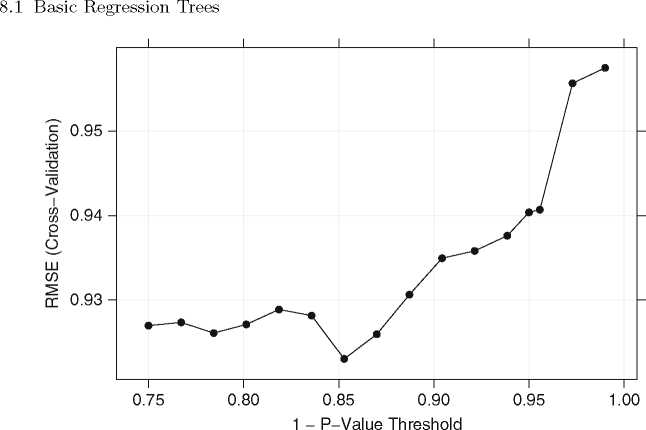 8.1 Basic Regression Trees
0.95
0.94
0.93
RMSE (Cross−Validation)
0.75 0.80 0.85 0.90 0.95 1.00
1 − P−Value Threshold